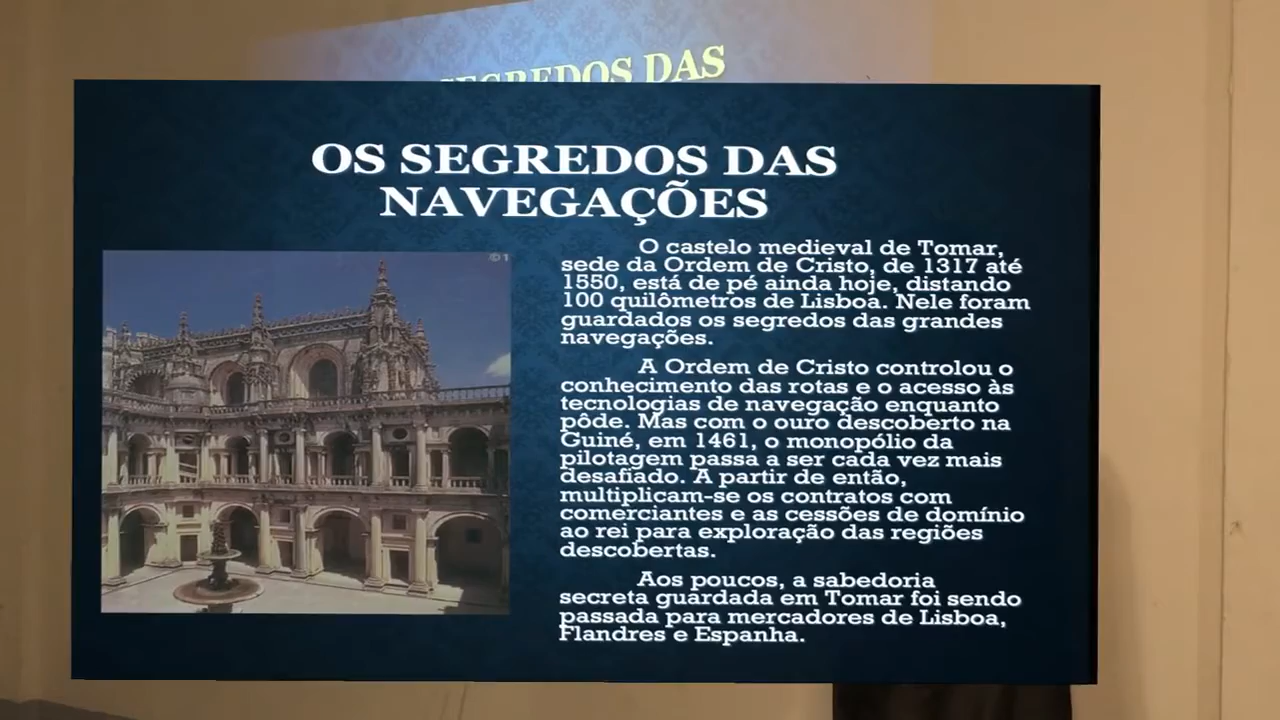 SEGREDOS DAS
OS SEGREDOS DAS
NAVEGAÇÕES
©1
O castelo medieval de Tomar,
sede da Ordem de Cristo, de 1317 até
1550, está de pé ainda hoje, distando
100 quilômetros de Lisboa. Nele foram
guardados os segredos das grandes
navegações.
A Ordem de Cristo controlou o
conhecimento das rotas e o acesso às
tecnologias de navegação enquanto
pôde. Mas com o ouro descoberto na
Guiné, em 1461, o monopólio da
pilotagem passa a ser cada vez mais
desafiado. A partir de então,
multiplicam-se os contratos com
comerciantes e as cessões de domínio
ao rei para exploração das regiões
descobertas.
Aos poucos, a sabedoria
secreta guardada em Tomar foi sendo
passada para mercadores de Lisboa,
Flandres e Espanha.